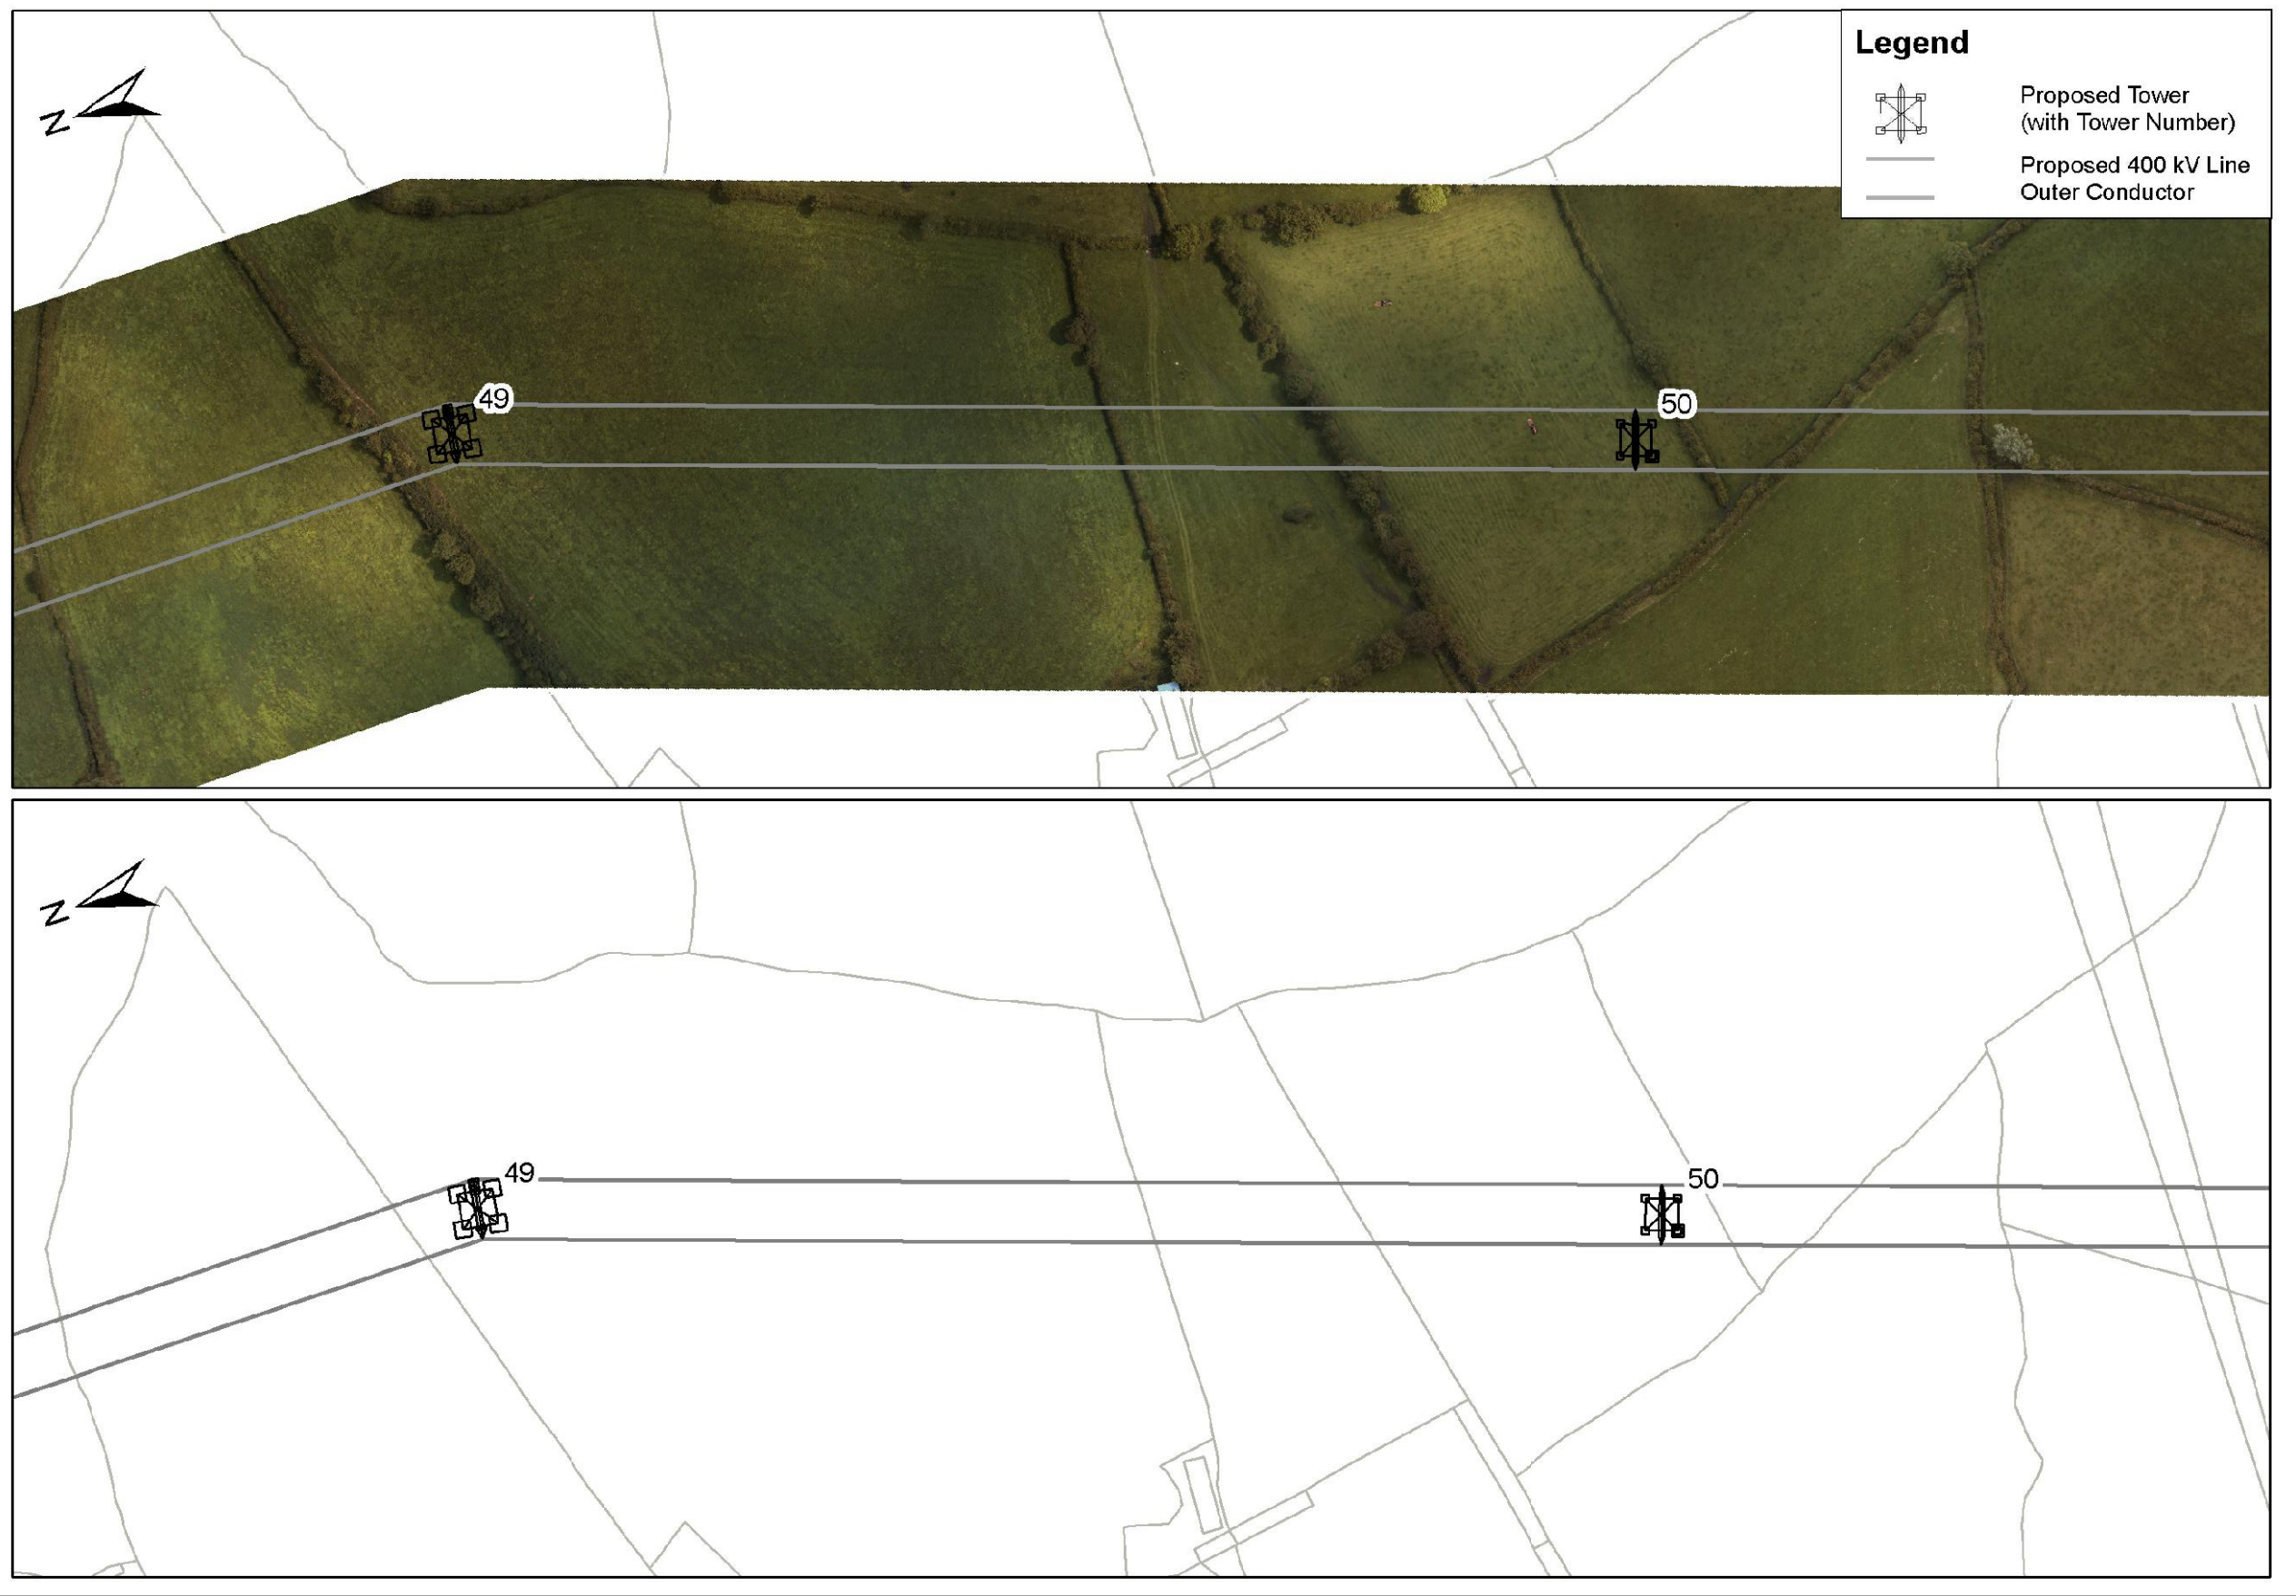 Legend
Proposed Tower
(with Tower Number)
Proposed 400 kV Line
Outer Conductor
N
49
50
N
49
50